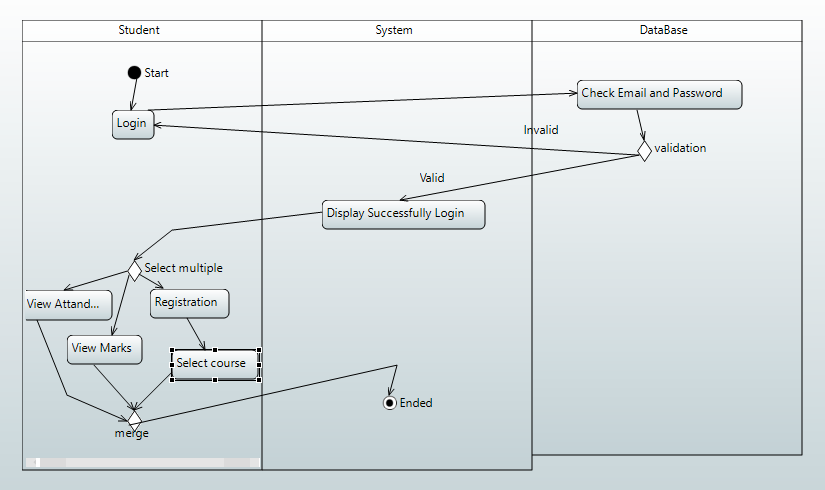 Student
System
DataBase
Start
Check Email and Password
Login
Invalid
validation
Valid
Display Successfully Login
Select multiple
View Attand...
Registration
View Marks
Select course
Ended
merge